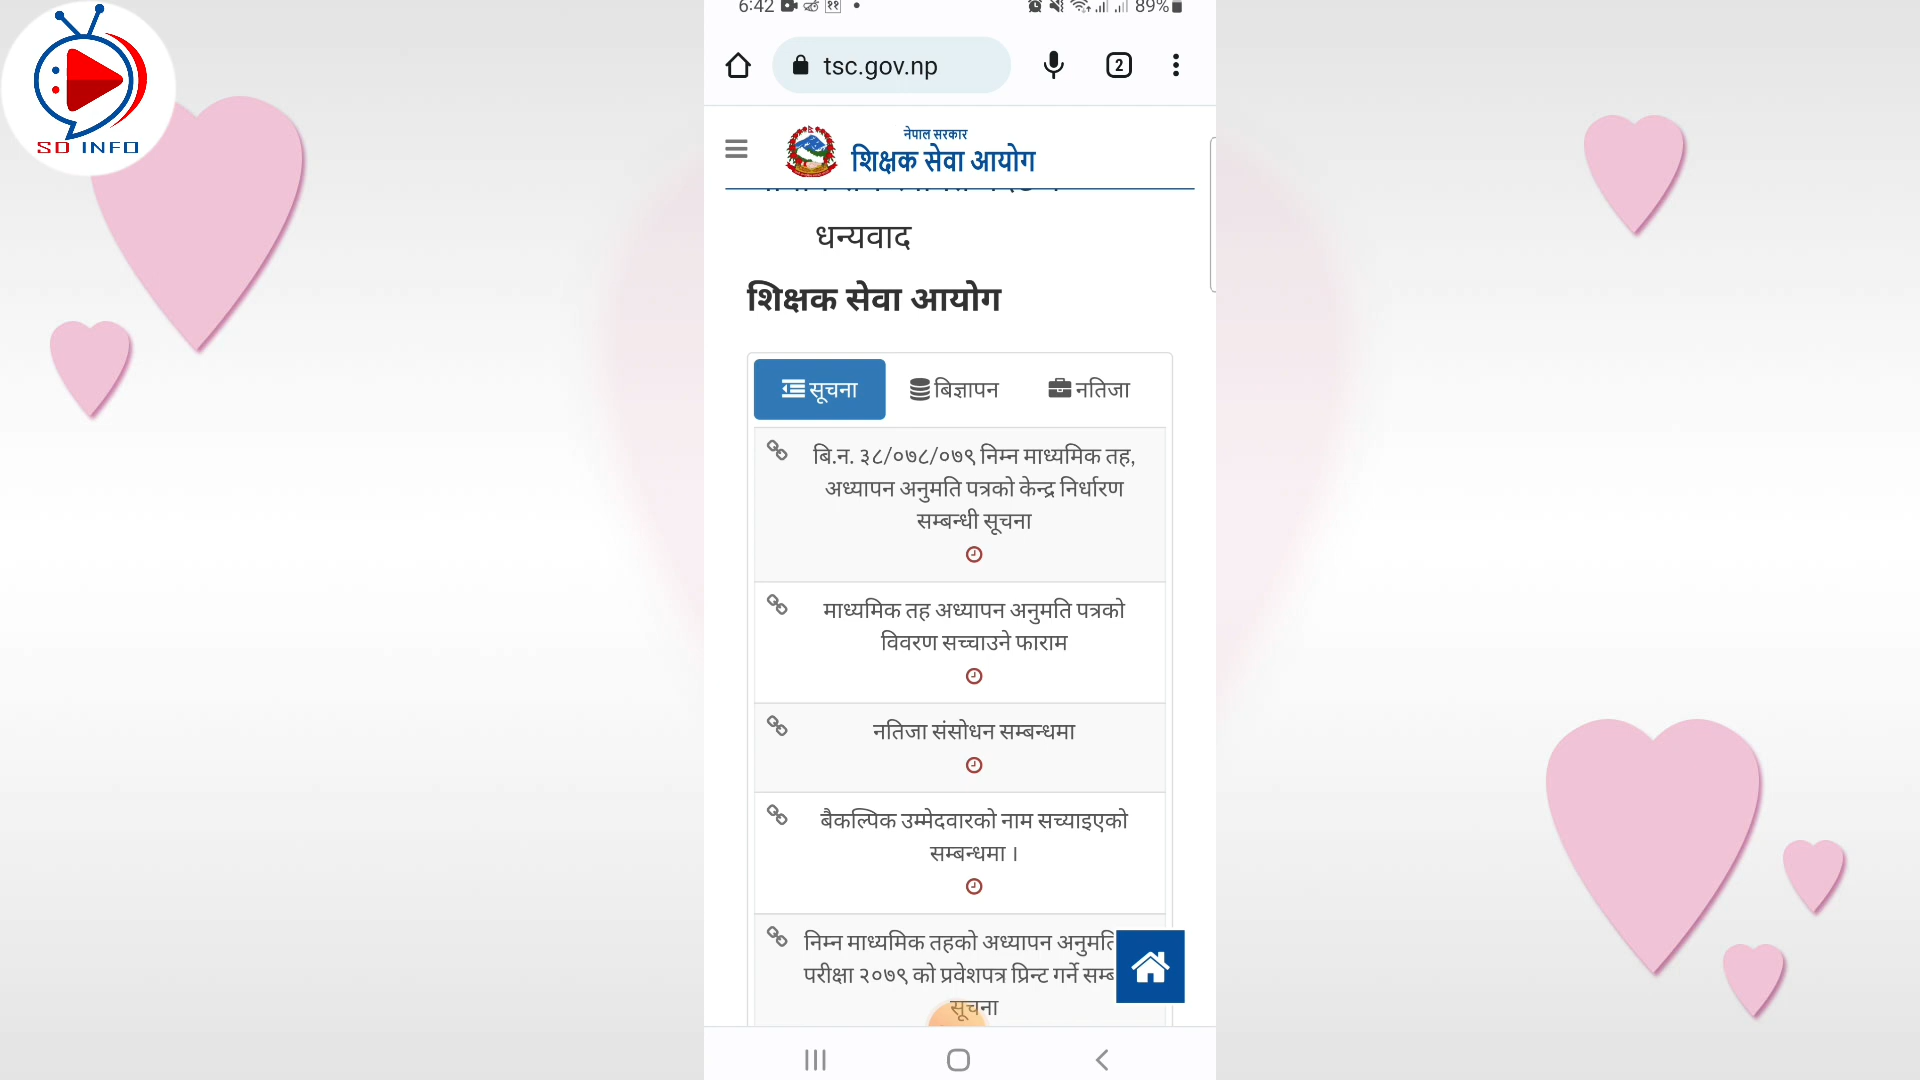 6:42
११
89%
SD INFO
tsc.gov.np
2
नेपाल सरकार
शिक्षक सेवा आयोग
धन्यवाद
शिक्षक सेवा आयोग
सूचना
बिज्ञापन
नतिजा
बि.न. ३८/०७८/०७९ निम्न माध्यमिक तह,
अध्यापन अनुमति पत्रको केन्द्र निर्धारण
सम्बन्धी सूचना
माध्यमिक तह अध्यापन अनुमति पत्रको
विवरण सच्चाउने फाराम
नतिजा संसोधन सम्बन्धमा
बैकल्पिक उम्मेदवारको नाम सच्याइएको
सम्बन्धमा ।
निम्न माध्यमिक तहको अध्यापन अनुमति
परीक्षा २०७९ को प्रवेशपत्र प्रिन्ट गर्ने
सूचना